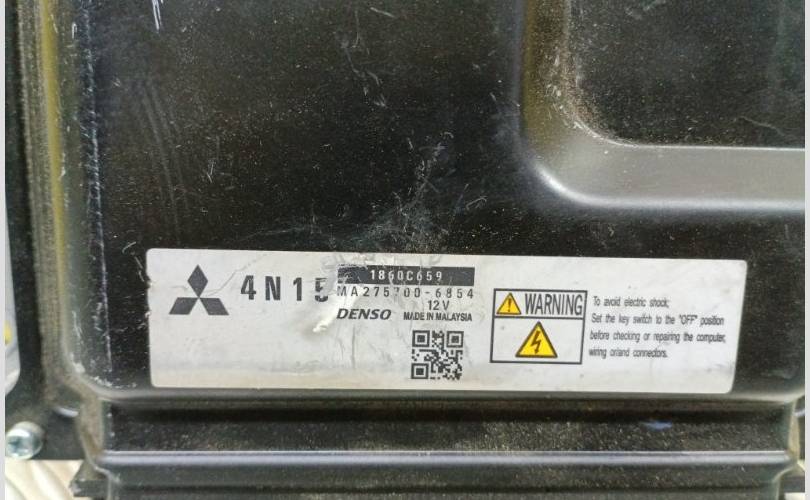 4N15
1860C659
MA275700-6854
12V
DENSO MADE IN MALAYSIA
WARNING
To avoid electric shock;
Set the key switch to the "OFF" position
before checking or repairing the computer,
wiring or/and connectors.